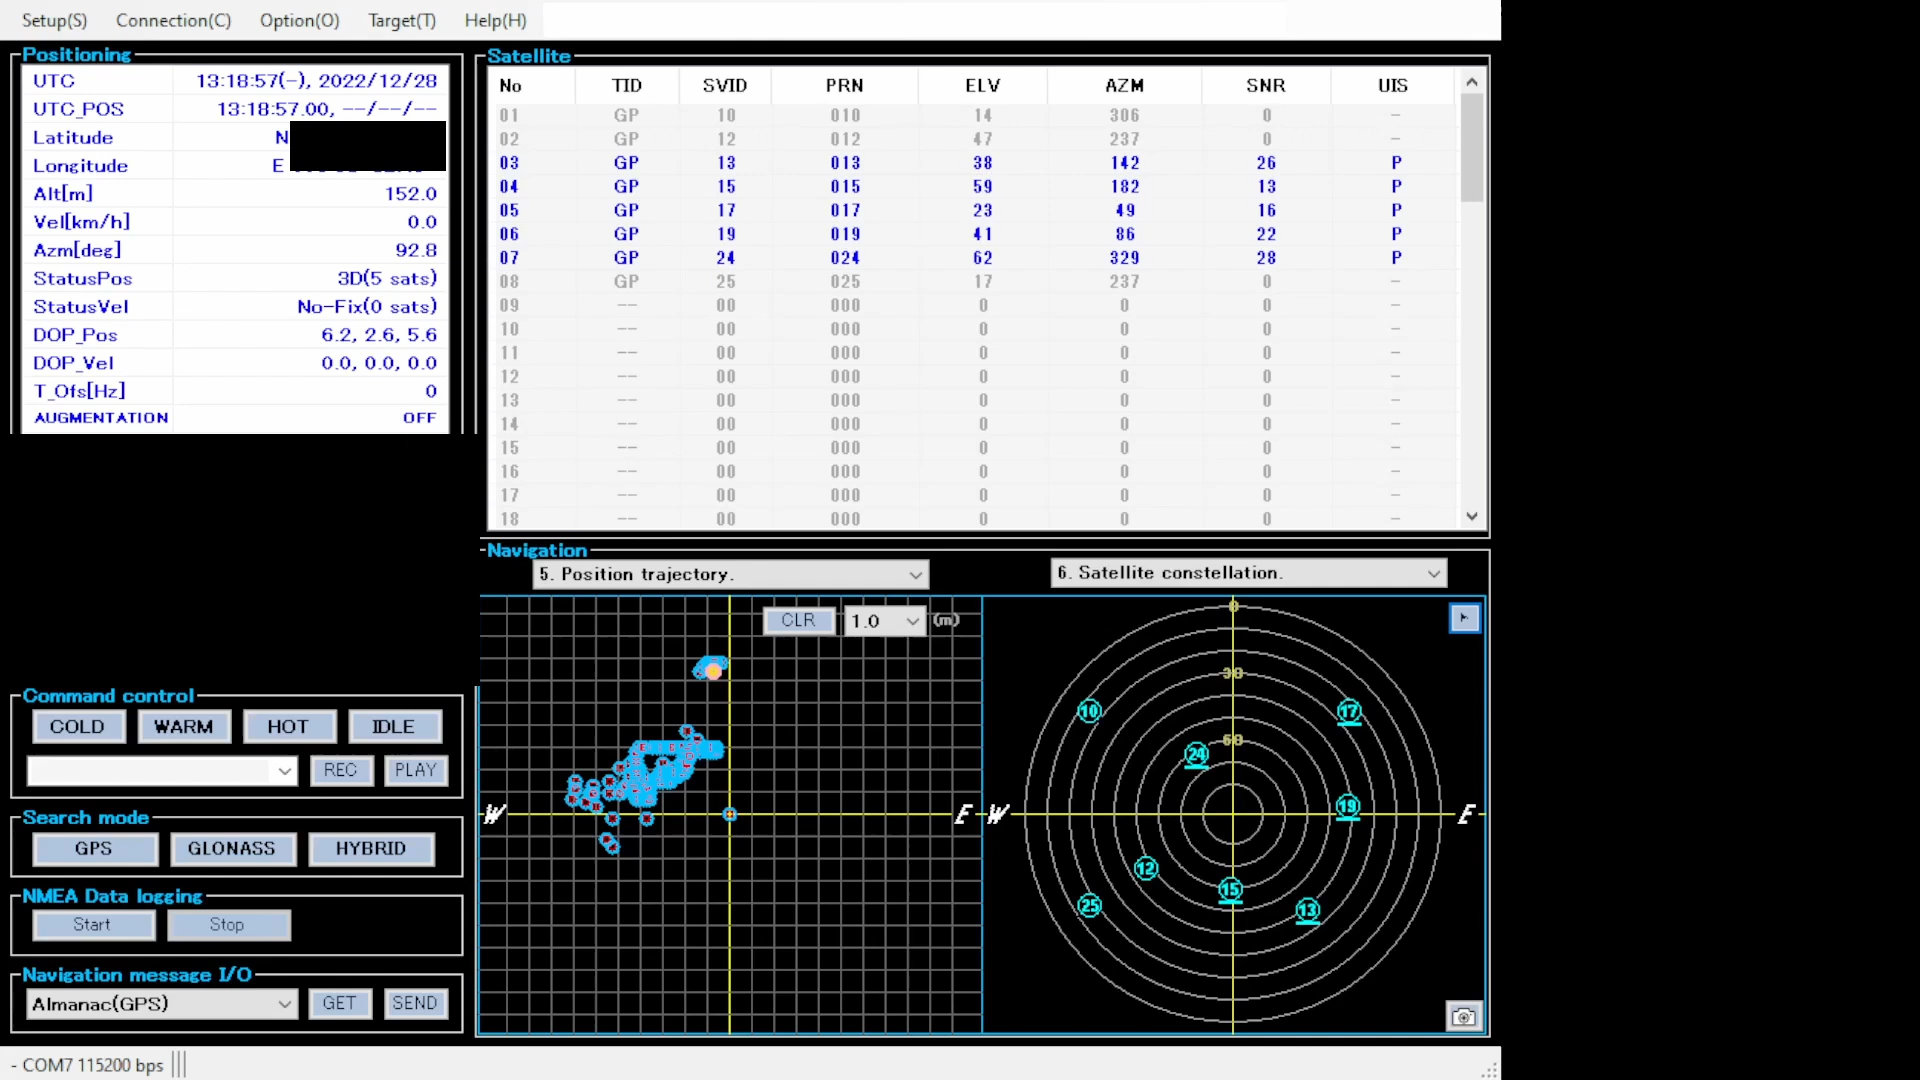 Setup(S) Connection(C) Option(O) Target(T) Help(H)
Positioning
UTC 13:18:57(-), 2022/12/28
UTC_POS 13:18:57.00, --/--/--
Latitude N
Longitude E
Alt[m] 152.0
Vel[km/h] 0.0
Azm[deg] 92.8
StatusPos 3D(5 sats)
StatusVel No-Fix(0 sats)
DOP_Pos 6.2, 2.6, 5.6
DOP_Vel 0.0, 0.0, 0.0
T_Ofs[Hz] 0
AUGMENTATION OFF
Satellite
No TID SVID PRN ELV AZM SNR UIS
01 GP 10 010 14 306 0 -
02 GP 12 012 47 237 0 -
03 GP 13 013 38 142 26 P
04 GP 15 015 59 182 13 P
05 GP 17 017 23 49 16 P
06 GP 19 019 41 86 22 P
07 GP 24 024 62 329 28 P
08 GP 25 025 17 237 0 -
09 -- 00 000 0 0 0 -
10 -- 00 000 0 0 0 -
11 -- 00 000 0 0 0 -
12 -- 00 000 0 0 0 -
13 -- 00 000 0 0 0 -
14 -- 00 000 0 0 0 -
15 -- 00 000 0 0 0 -
16 -- 00 000 0 0 0 -
17 -- 00 000 0 0 0 -
18 -- 00 000 0 0 0 -
Navigation
5. Position trajectory.
6. Satellite constellation.
CLR 1.0 (m)
W E
0
30
60
10
17
24
19
W E
12
15
25
13
Command control
COLD WARM HOT IDLE
REC PLAY
Search mode
GPS GLONASS HYBRID
NMEA Data logging
Start Stop
Navigation message I/O
Almanac(GPS) GET SEND
- COM7 115200 bps